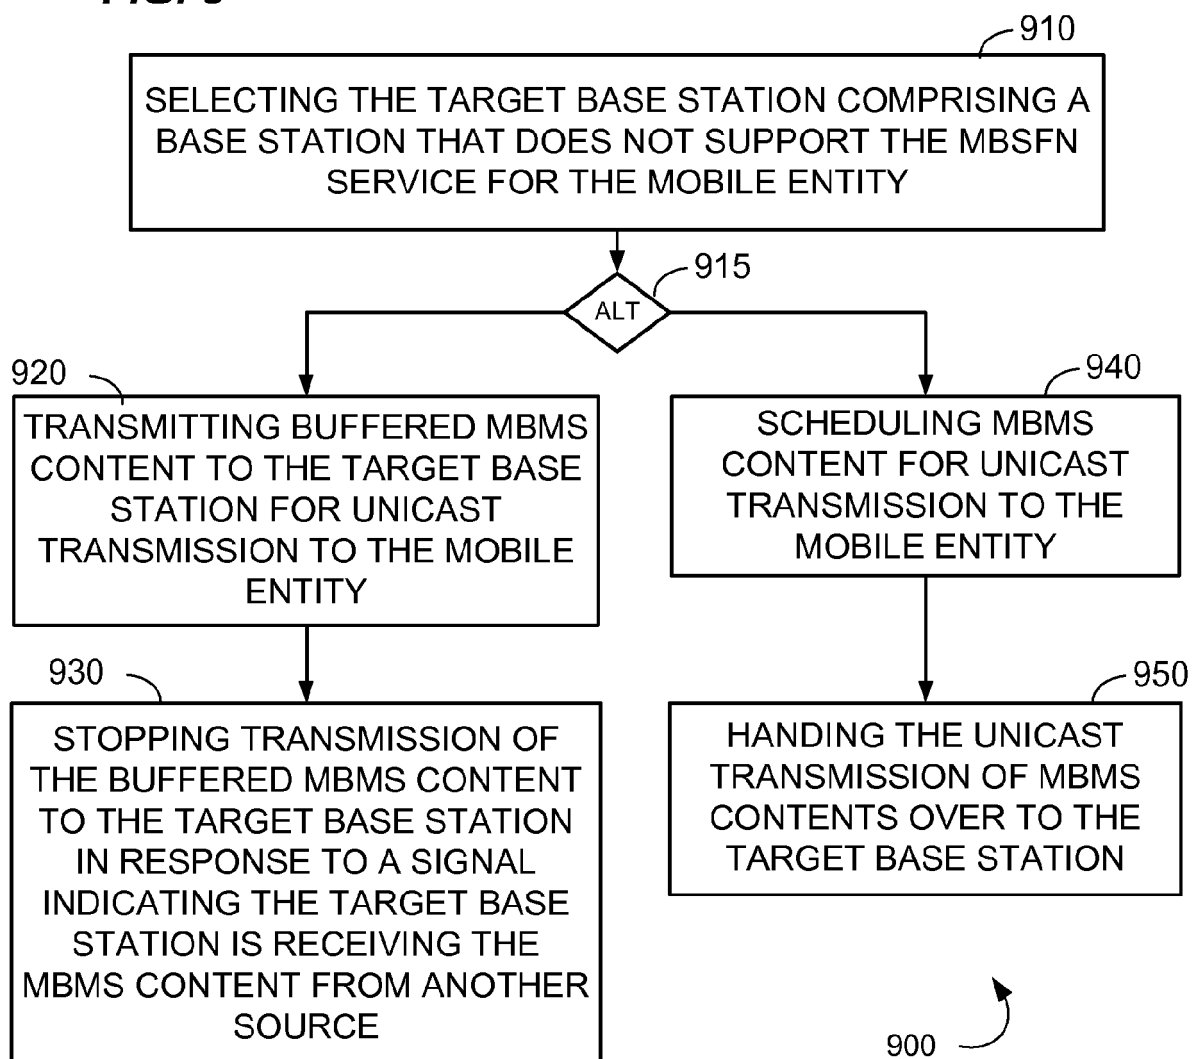 910
SELECTING THE TARGET BASE STATION COMPRISING A
BASE STATION THAT DOES NOT SUPPORT THE MBSFN
SERVICE FOR THE MOBILE ENTITY
915
ALT
920
TRANSMITTING BUFFERED MBMS
CONTENT TO THE TARGET BASE
STATION FOR UNICAST
TRANSMISSION TO THE MOBILE
ENTITY
940
SCHEDULING MBMS
CONTENT FOR UNICAST
TRANSMISSION TO THE
MOBILE ENTITY
930
STOPPING TRANSMISSION OF
THE BUFFERED MBMS CONTENT
TO THE TARGET BASE STATION
IN RESPONSE TO A SIGNAL
INDICATING THE TARGET BASE
STATION IS RECEIVING THE
MBMS CONTENT FROM ANOTHER
SOURCE
950
HANDING THE UNICAST
TRANSMISSION OF MBMS
CONTENTS OVER TO THE
TARGET BASE STATION
900